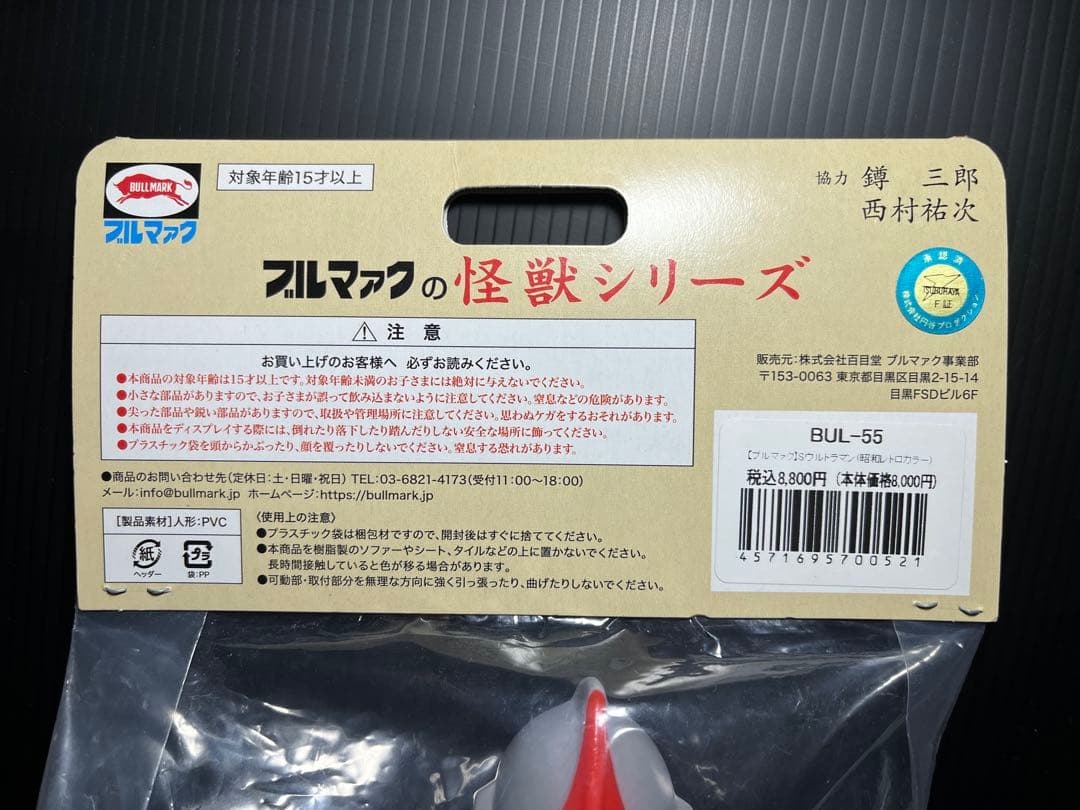 BULLMARK
ブルマァク
対象年齢15才以上
協力 鐏 三郎
西村祐次
ブルマァクの怪獣シリーズ
承認済
TSUBURAYA
F証
株式会社円谷プロダクション
⚠ 注 意
お買い上げのお客様へ 必ずお読みください。
●本商品の対象年齢は15才以上です。対象年齢未満のお子さまには絶対に与えないでください。
●小さな部品がありますので、お子さまが誤って飲み込まないように注意してください。窒息などの危険があります。
●尖った部品や鋭い部品がありますので、取扱や管理場所に注意してください。思わぬケガをするおそれがあります。
●本商品をディスプレイする際には、倒れたり落下したり踏んだりしない安全な場所に飾ってください。
●プラスチック袋を頭からかぶったり、顔を覆ったりしないでください。窒息する恐れがあります。
●商品のお問い合わせ先(定休日:土・日曜・祝日) TEL:03-6821-4173(受付11:00〜18:00)
メール:info@bullmark.jp ホームページ:https://bullmark.jp
[製品素材]人形:PVC
紙
ヘッダー
プラ
袋:PP
〈使用上の注意〉
●プラスチック袋は梱包材ですので、開封後はすぐに捨ててください。
●本商品を樹脂製のソファーやシート、タイルなどの上に置かないでください。
長時間接触していると色が移る場合があります。
●可動部・取付部分を無理な方向に強く引っ張ったり、曲げたりしないでください。
販売元:株式会社百目堂 ブルマァク事業部
〒153-0063 東京都目黒区目黒2-15-14
目黒FSDビル6F
BUL-55
【ブルマァク】Sウルトラマン(昭和レトロカラー)
税込8,800円 (本体価格8,000円)
4571695700521